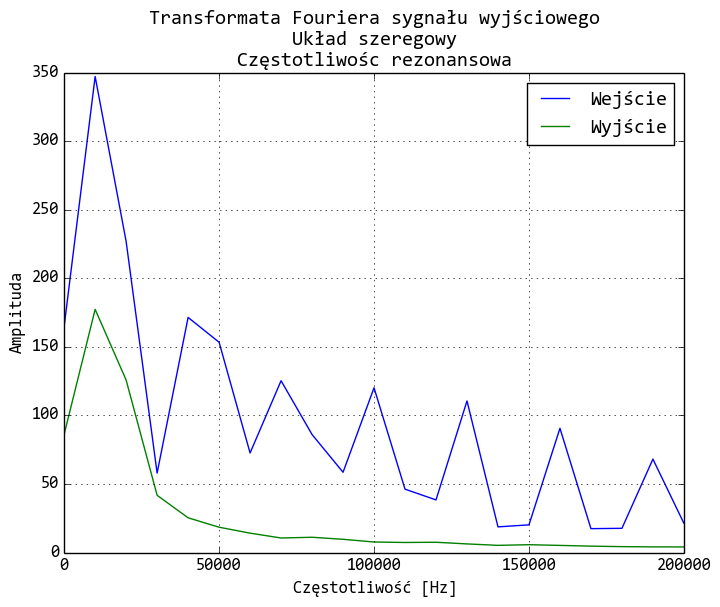 Transformata Fouriera sygnału wyjściowego
Układ szeregowy
Częstotliwośc rezonansowa
350
300
250
200
150
100
50
0
Amplituda
Wejście
Wyjście
0 50000 100000 150000 200000
Częstotliwość [Hz]